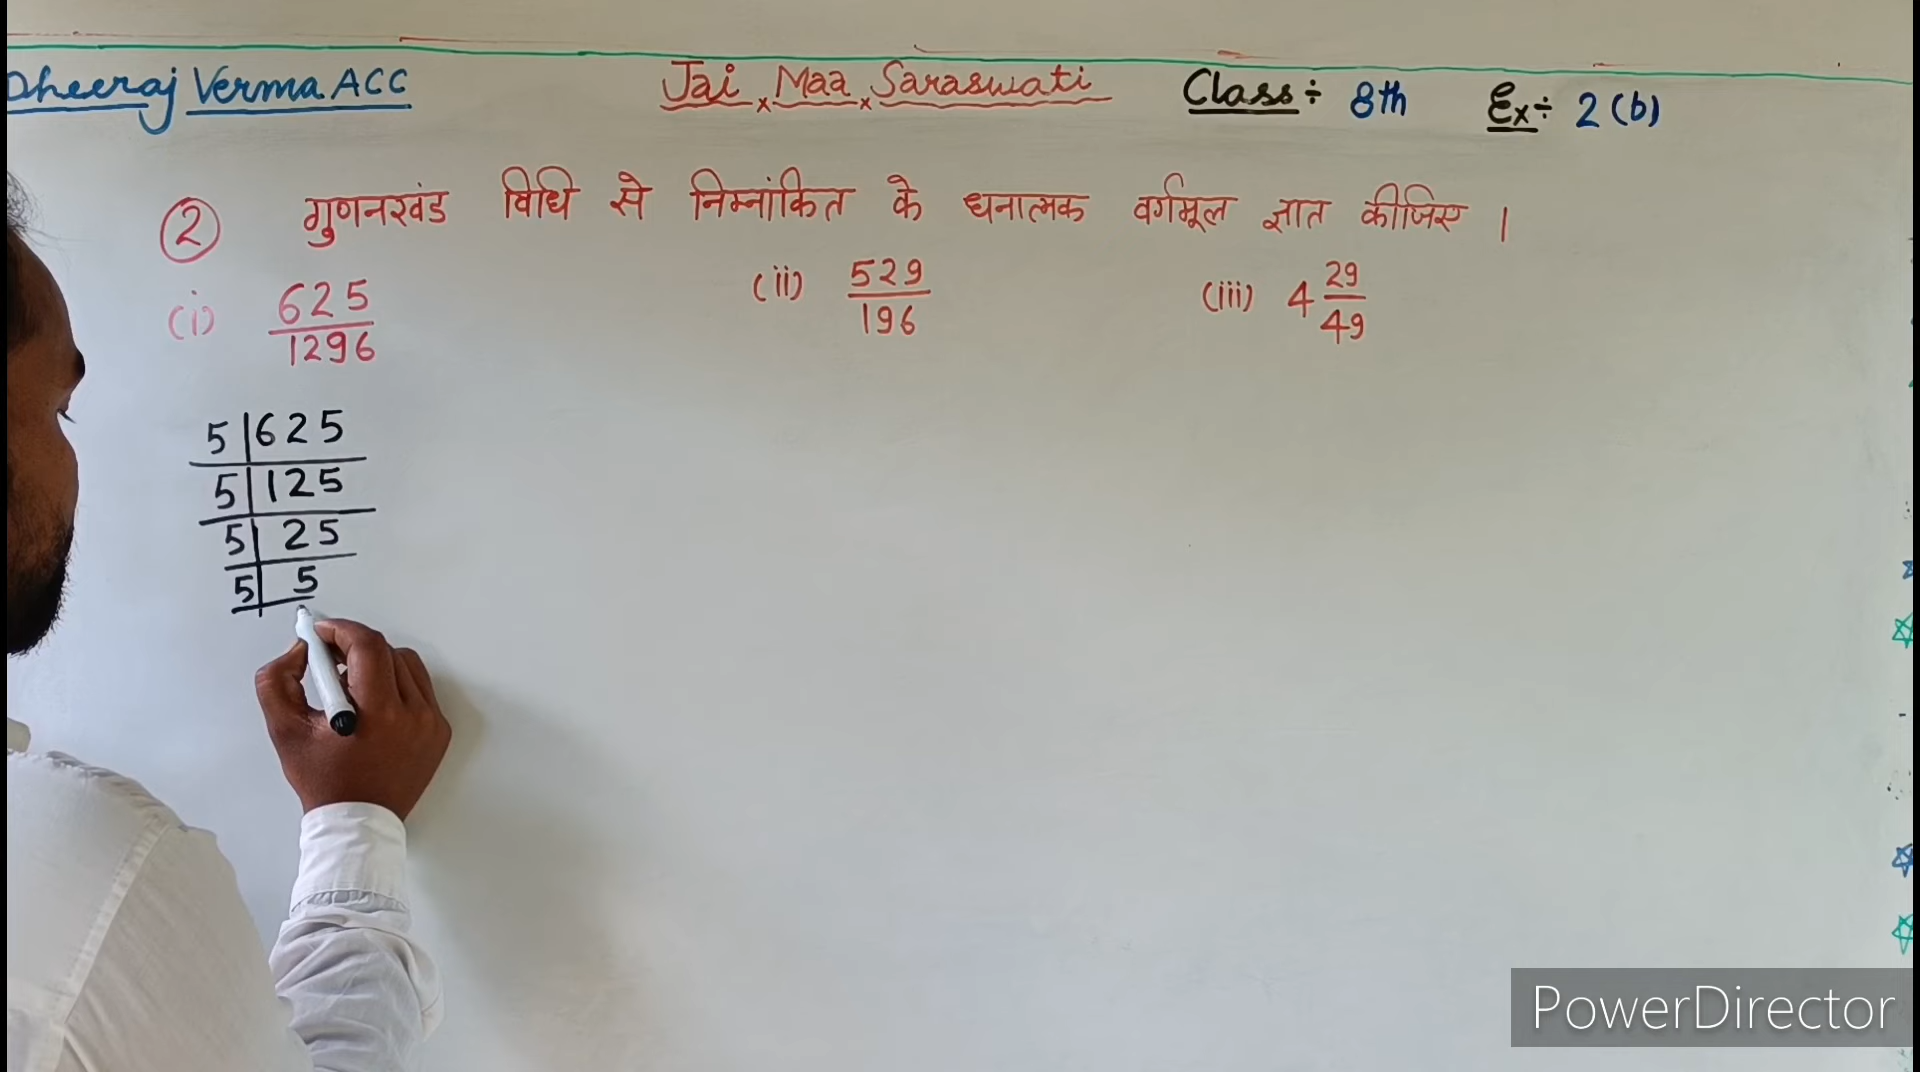 Dheeraj Verma ACC Jai x Maa x Saraswati Class÷ 8th Ex÷ 2 (b)
2 गुणनखंड विधि से निम्नांकित के धनात्मक वर्गमूल ज्ञात कीजिए ।
(i) 625/1296 (ii) 529/196 (iii) 4 29/49
5 | 625
5 | 125
5 | 25
5 | 5
PowerDirector